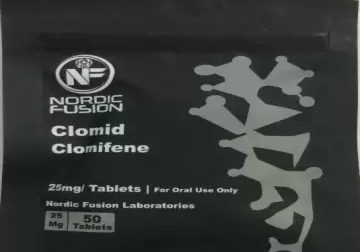 NF
NORDIC
FUSION
Clomid
Clomifene
25mg/ Tablets | For Oral Use Only
Nordic Fusion Laboratories
25 Mg 50 Tablets